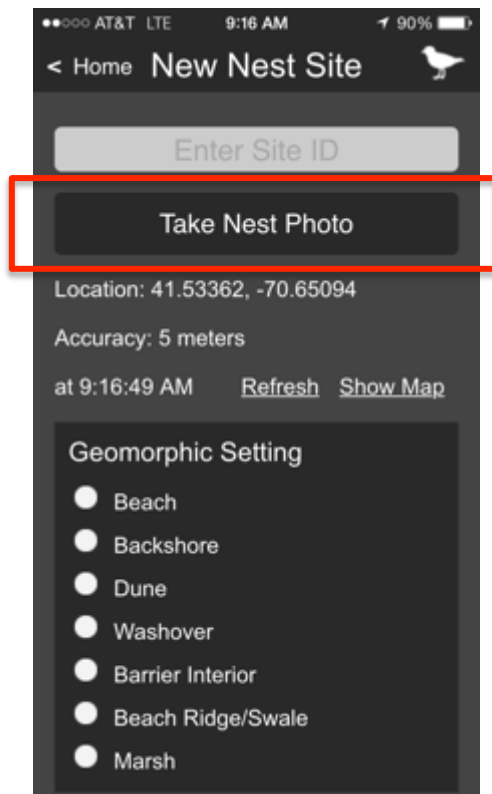 AT&T LTE 9:16 AM 90%
< Home New Nest Site
Enter Site ID
Take Nest Photo
Location: 41.53362, -70.65094
Accuracy: 5 meters
at 9:16:49 AM Refresh Show Map
Geomorphic Setting
Beach
Backshore
Dune
Washover
Barrier Interior
Beach Ridge/Swale
Marsh